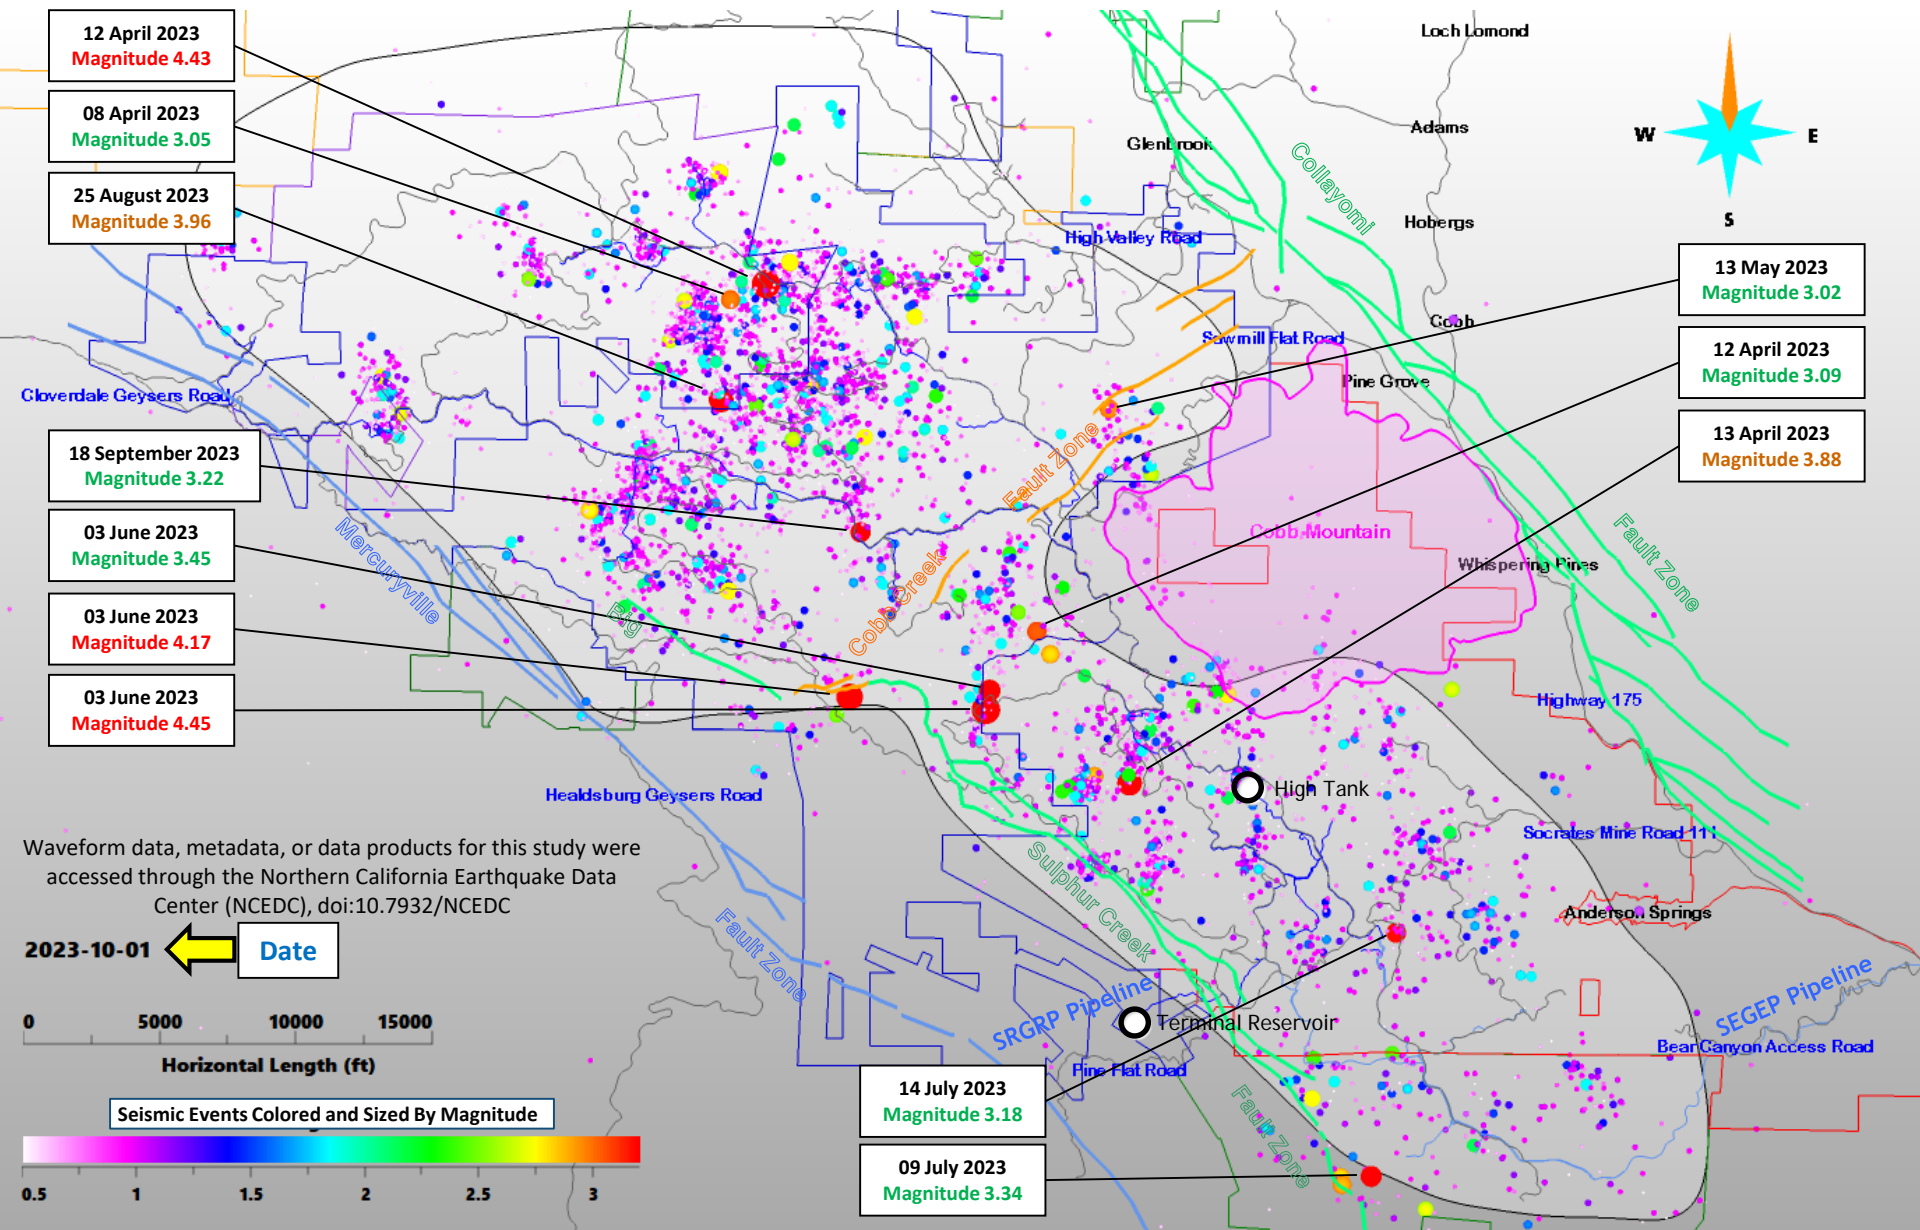 12 April 2023
Magnitude 4.43
08 April 2023
Magnitude 3.05
25 August 2023
Magnitude 3.96
18 September 2023
Magnitude 3.22
03 June 2023
Magnitude 3.45
03 June 2023
Magnitude 4.17
03 June 2023
Magnitude 4.45
13 May 2023
Magnitude 3.02
12 April 2023
Magnitude 3.09
13 April 2023
Magnitude 3.88
14 July 2023
Magnitude 3.18
09 July 2023
Magnitude 3.34
Loch Lomond
Adams
Glenbrook
Hobergs
Cobb
Pine Grove
Whispering Pines
Anderson Springs
W
E
S
Collayomi
Fault Zone
High Valley Road
Sawmill Flat Road
Cloverdale Geysers Road
Mercuryville
Fault Zone
Big
Sulphur Creek
Fault Zone
Cobb Creek
Fault Zone
Cobb Mountain
Highway 175
Healdsburg Geysers Road
High Tank
Socrates Mine Road 111
SRGRP Pipeline
Terminal Reservoir
Pine Flat Road
SEGEP Pipeline
Bear Canyon Access Road
Waveform data, metadata, or data products for this study were
accessed through the Northern California Earthquake Data
Center (NCEDC), doi:10.7932/NCEDC
2023-10-01
Date
0 5000 10000 15000
Horizontal Length (ft)
Seismic Events Colored and Sized By Magnitude
0.5 1 1.5 2 2.5 3